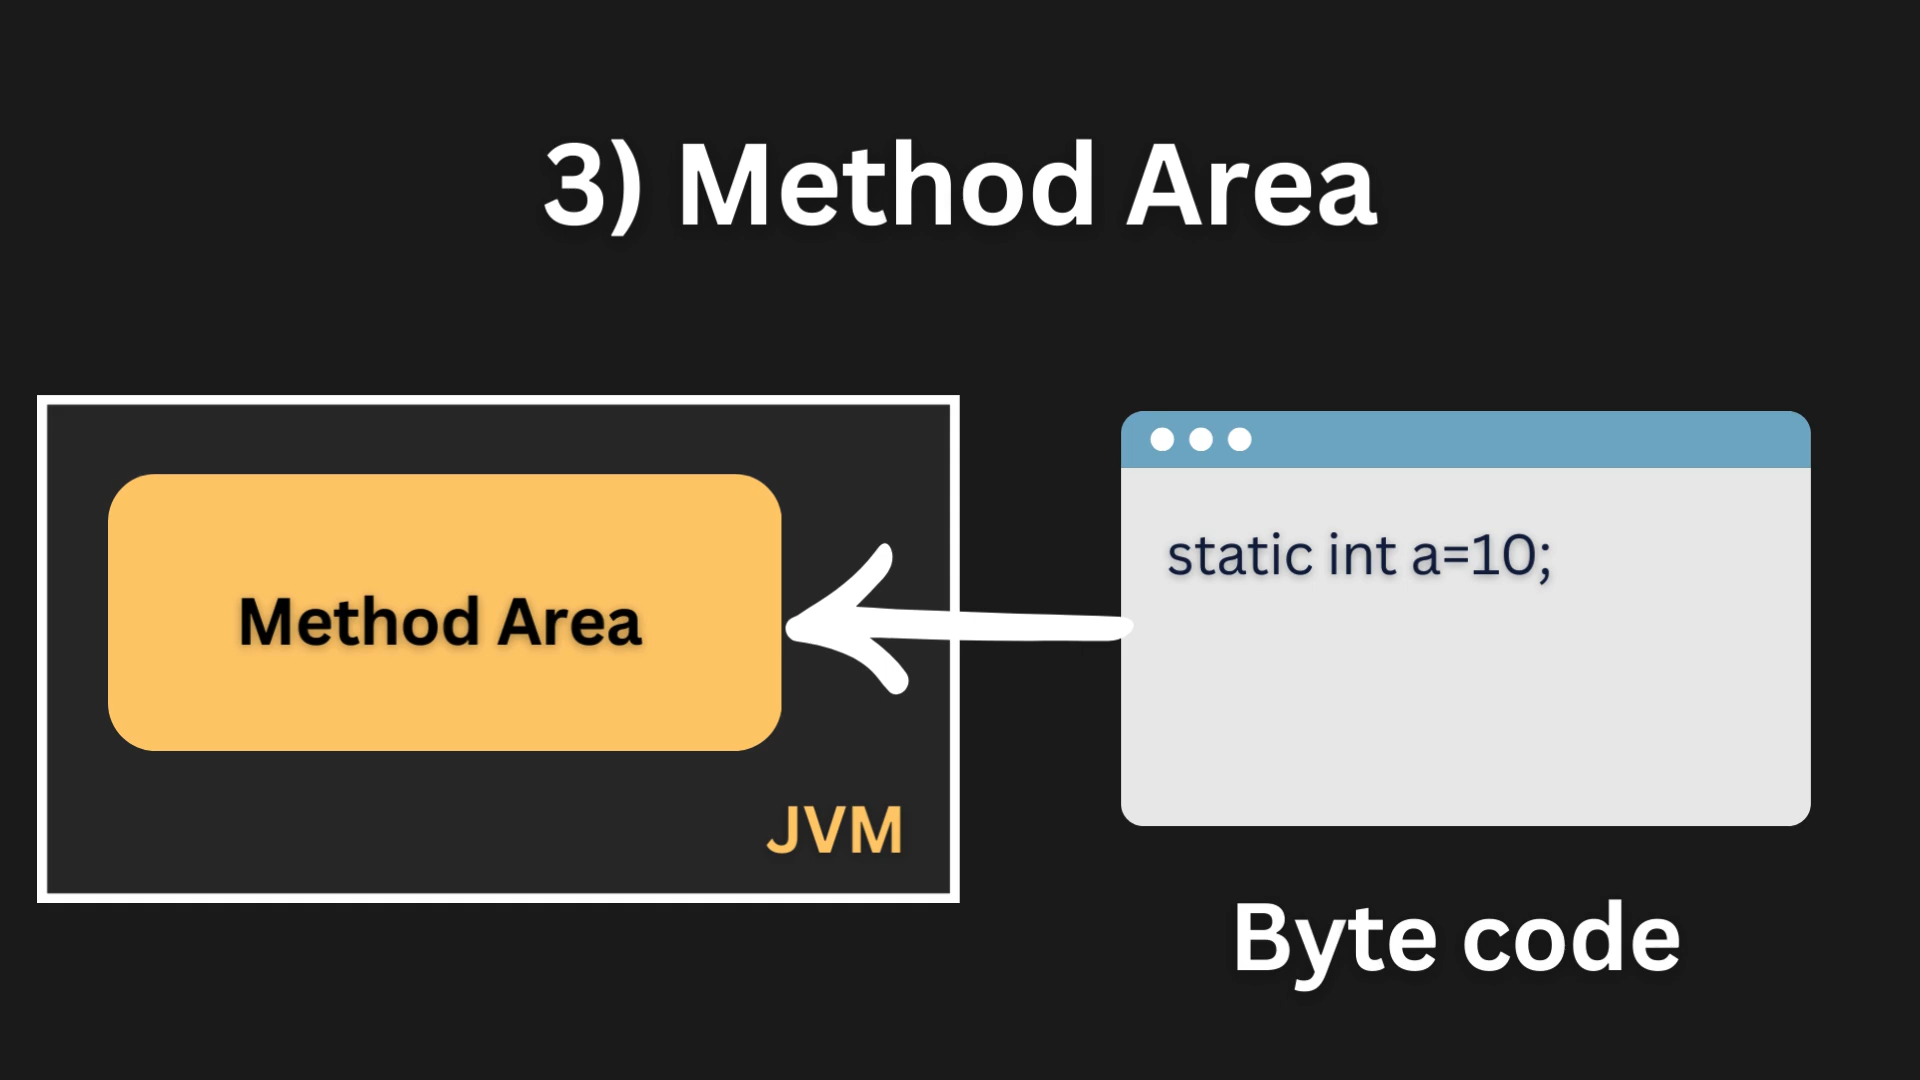 3) Method Area
Method Area
JVM
static int a=10;
Byte code